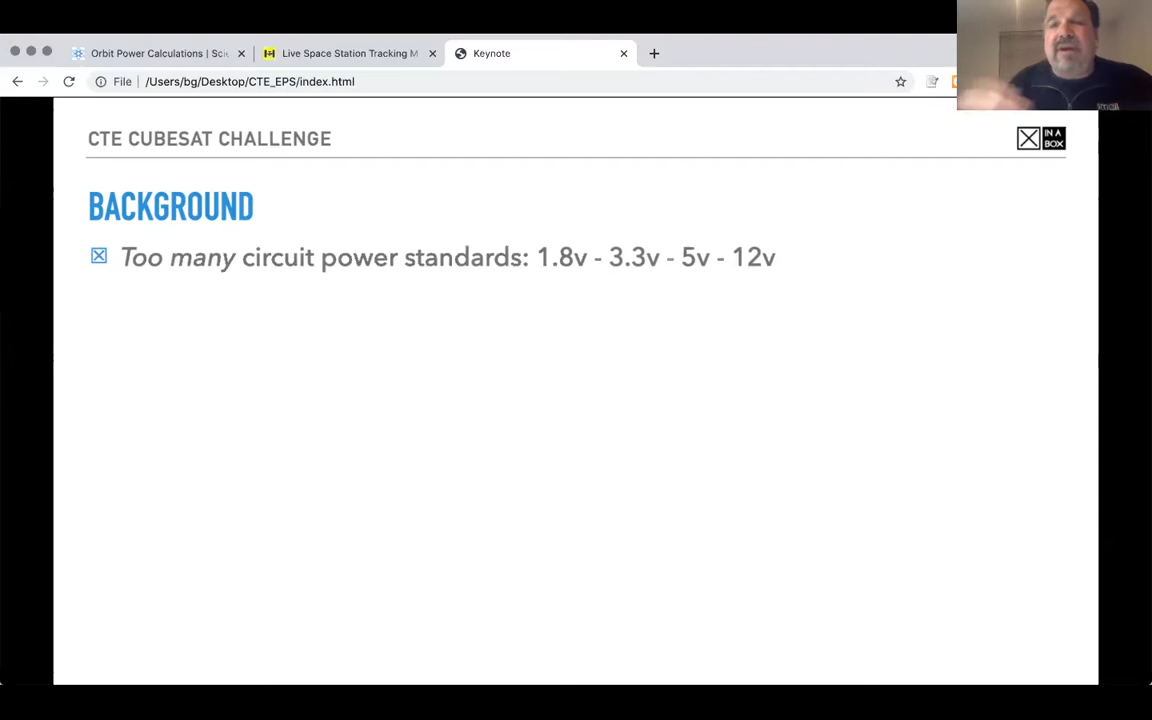 Orbit Power Calculations | Sci
Live Space Station Tracking M
Keynote
File
/Users/bg/Desktop/CTE_EPS/index.html
CTE CUBESAT CHALLENGE
IN A
BOX
BACKGROUND
Too many circuit power standards: 1.8v - 3.3v - 5v - 12v